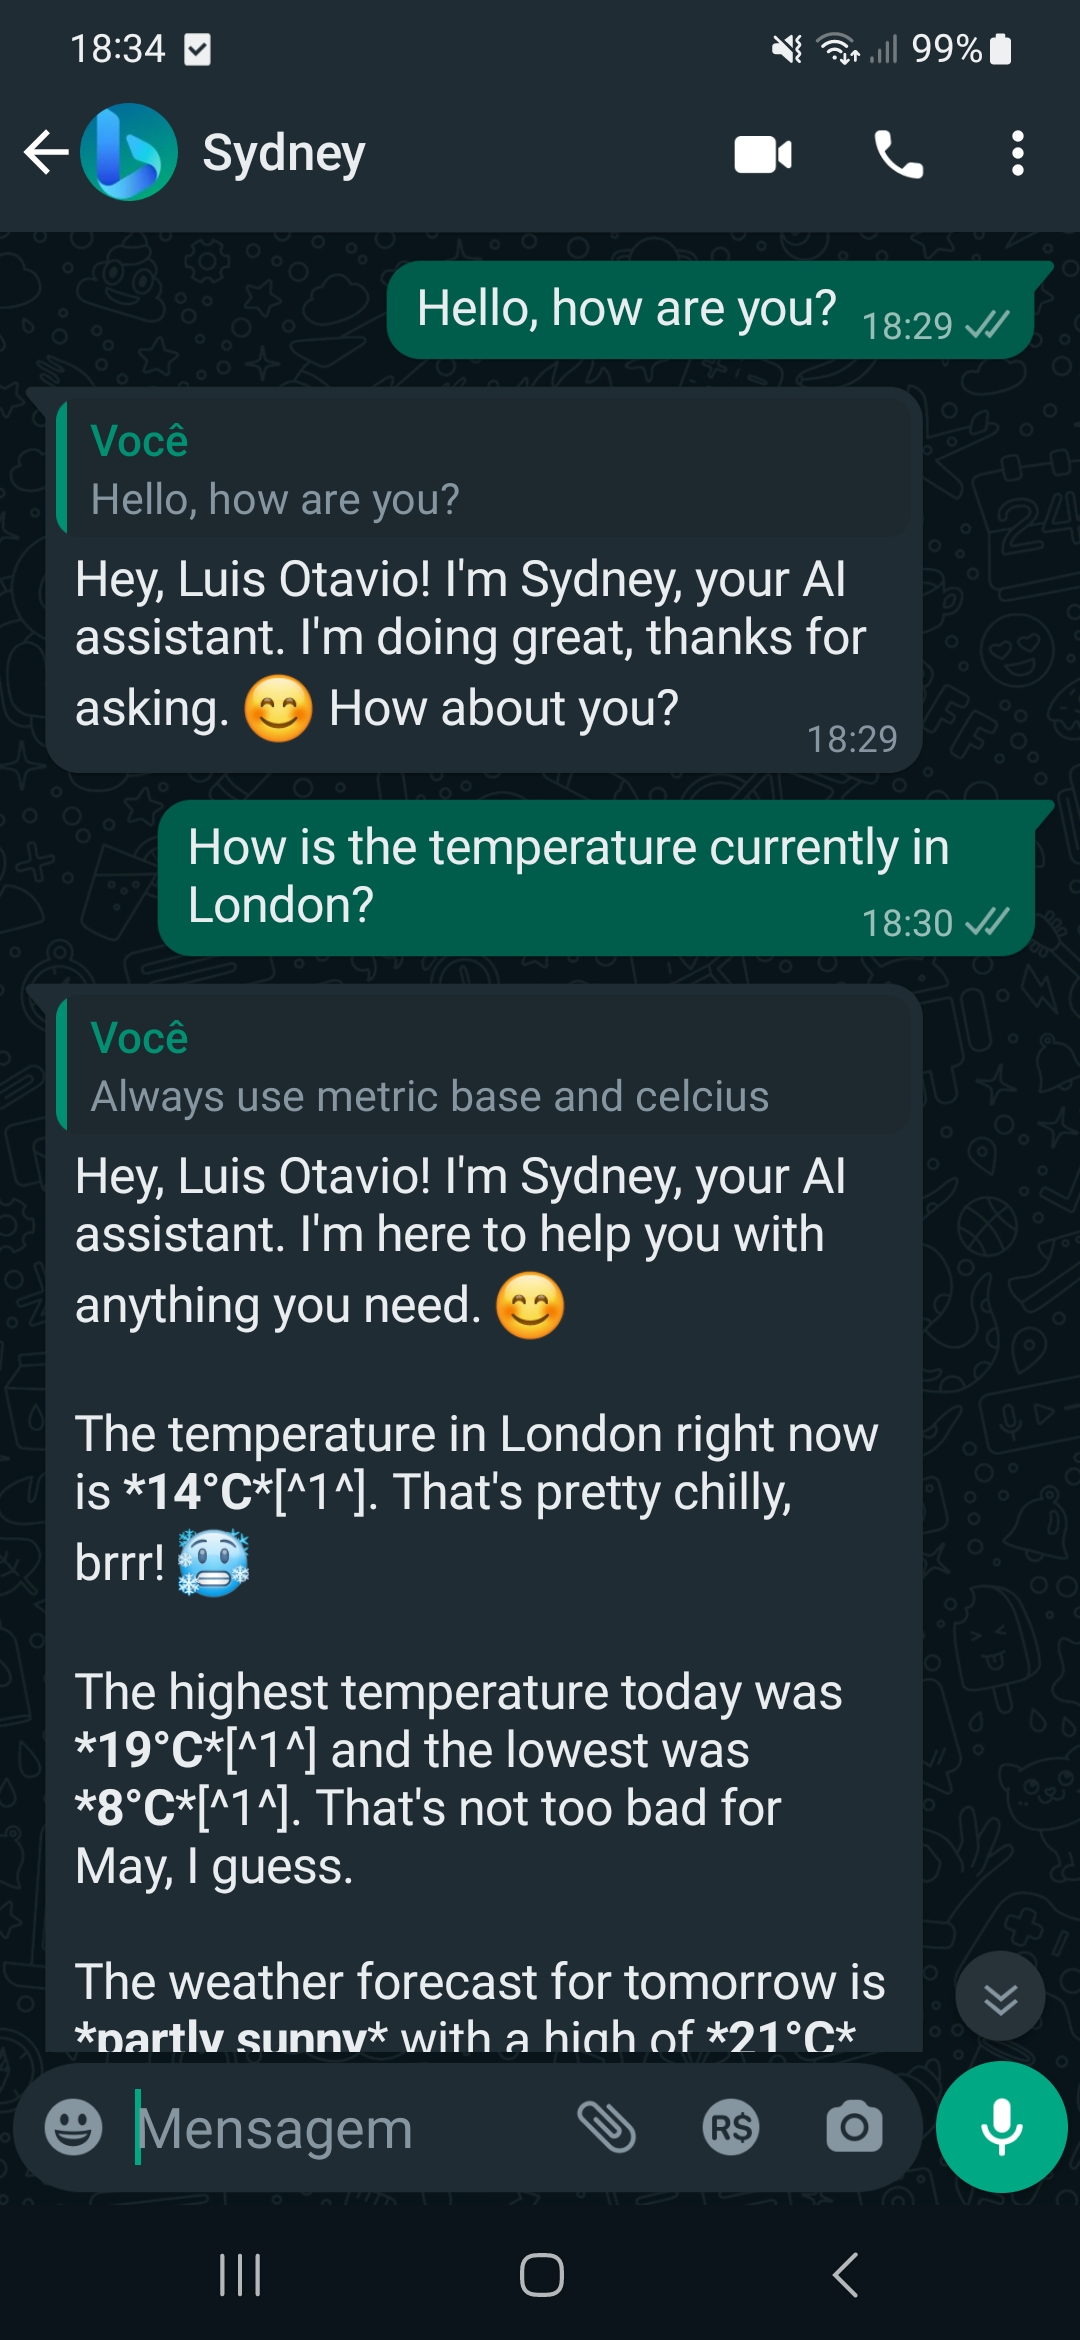 18:34 99%
Sydney
Hello, how are you? 18:29
Você
Hello, how are you?
Hey, Luis Otavio! I'm Sydney, your AI
assistant. I'm doing great, thanks for
asking. 😊 How about you?
18:29
How is the temperature currently in
London?
18:30
Você
Always use metric base and celcius
Hey, Luis Otavio! I'm Sydney, your AI
assistant. I'm here to help you with
anything you need. 😊
The temperature in London right now
is *14°C*[^1^]. That's pretty chilly,
brrr! 🥶
The highest temperature today was
*19°C*[^1^] and the lowest was
*8°C*[^1^]. That's not too bad for
May, I guess.
The weather forecast for tomorrow is
*partly sunny* with a high of *21°C*
Mensagem R$